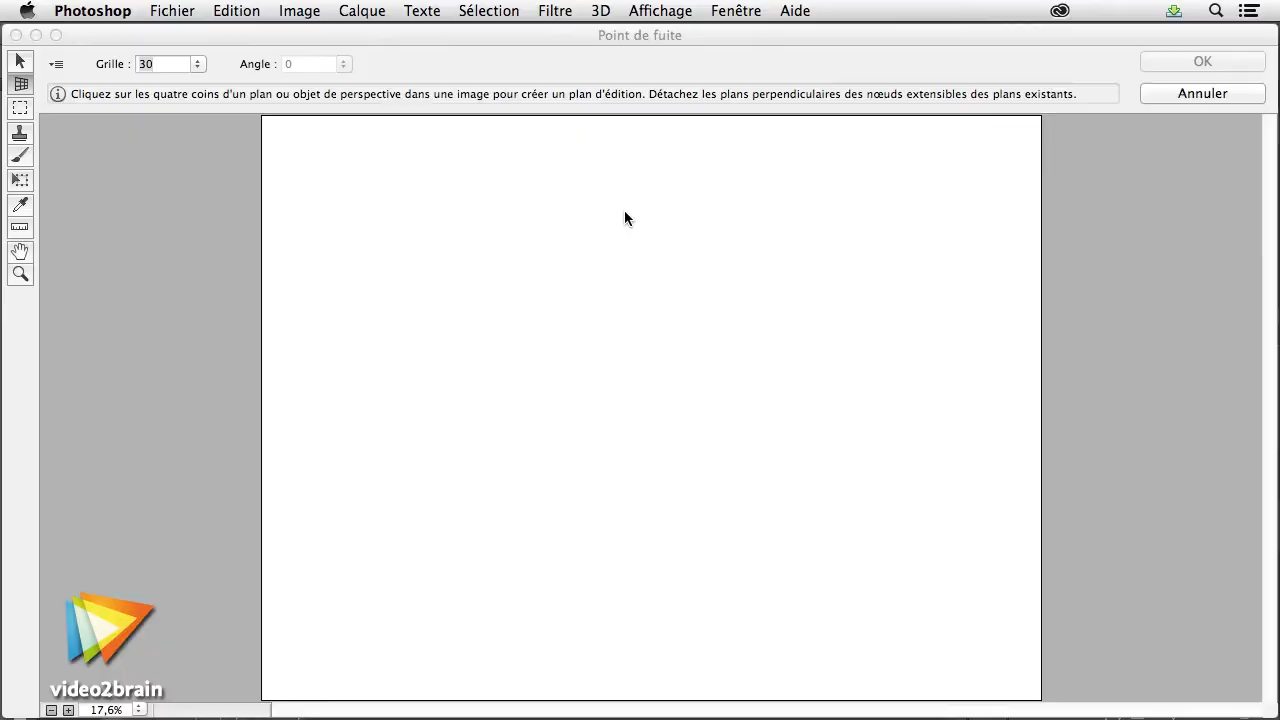 Photoshop Fichier Edition Image Calque Texte Sélection Filtre 3D Affichage Fenêtre Aide
Point de fuite
Grille : 30 Angle : 0 OK
Cliquez sur les quatre coins d'un plan ou objet de perspective dans une image pour créer un plan d'édition. Détachez les plans perpendiculaires des nœuds extensibles des plans existants. Annuler
video2brain
17,6%